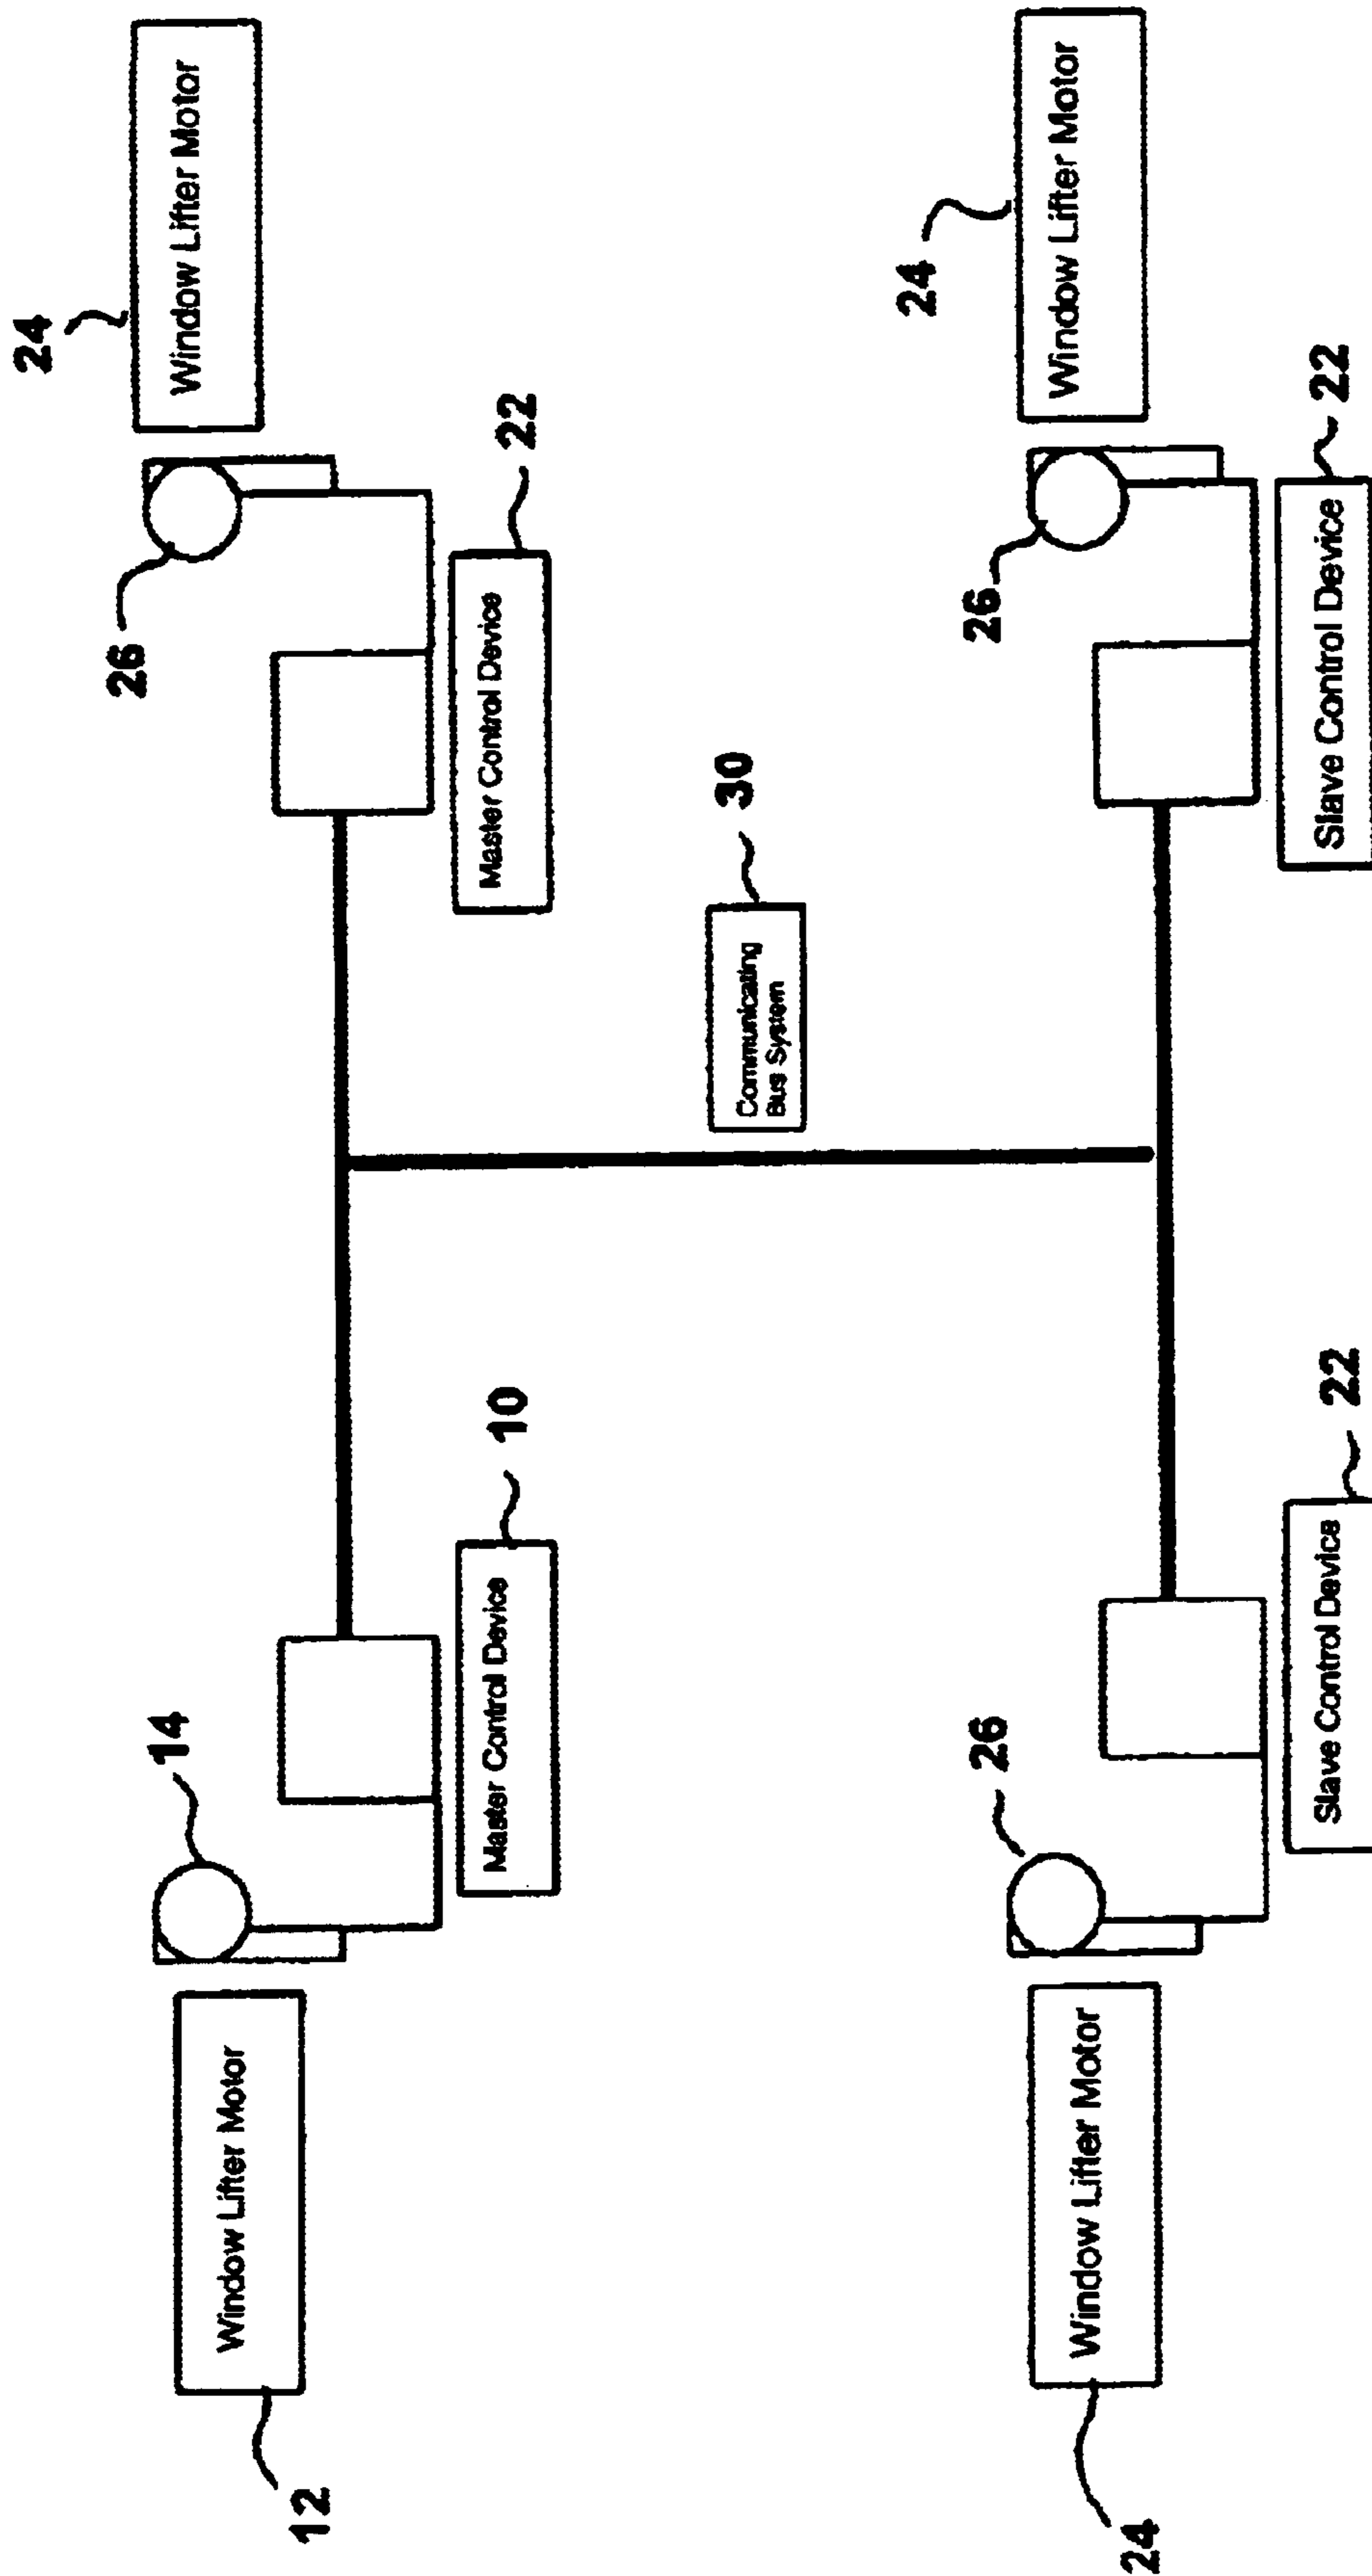 24
26
14
12
Window Lifter Motor
Window Lifter Motor
22
10
Master Control Device
Master Control Device
30
Communicating
Bus System
24
26
26
24
Window Lifter Motor
Window Lifter Motor
Slave Control Device
Slave Control Device
22
22